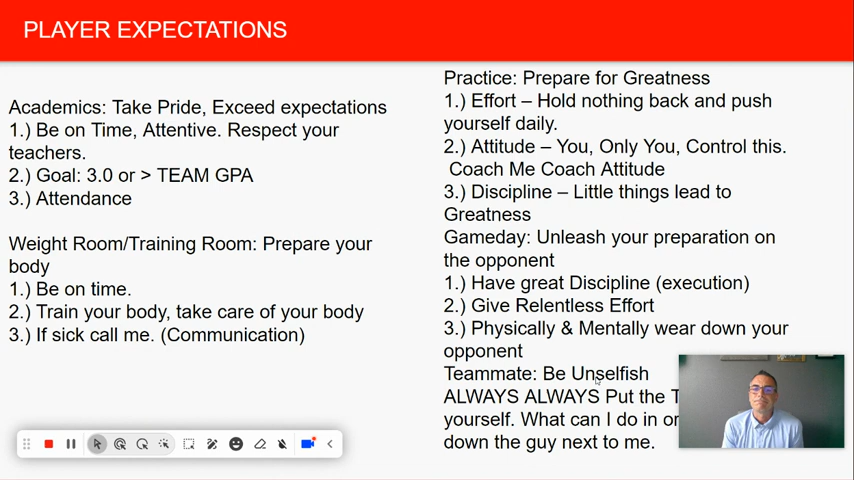 PLAYER EXPECTATIONS
Academics: Take Pride, Exceed expectations
1.) Be on Time, Attentive. Respect your
teachers.
2.) Goal: 3.0 or > TEAM GPA
3.) Attendance
Weight Room/Training Room: Prepare your
body
1.) Be on time.
2.) Train your body, take care of your body
3.) If sick call me. (Communication)
Practice: Prepare for Greatness
1.) Effort – Hold nothing back and push
yourself daily.
2.) Attitude – You, Only You, Control this.
Coach Me Coach Attitude
3.) Discipline – Little things lead to
Greatness
Gameday: Unleash your preparation on
the opponent
1.) Have great Discipline (execution)
2.) Give Relentless Effort
3.) Physically & Mentally wear down your
opponent
Teammate: Be Unselfish
ALWAYS ALWAYS Put the
yourself. What can I do in
down the guy next to me.